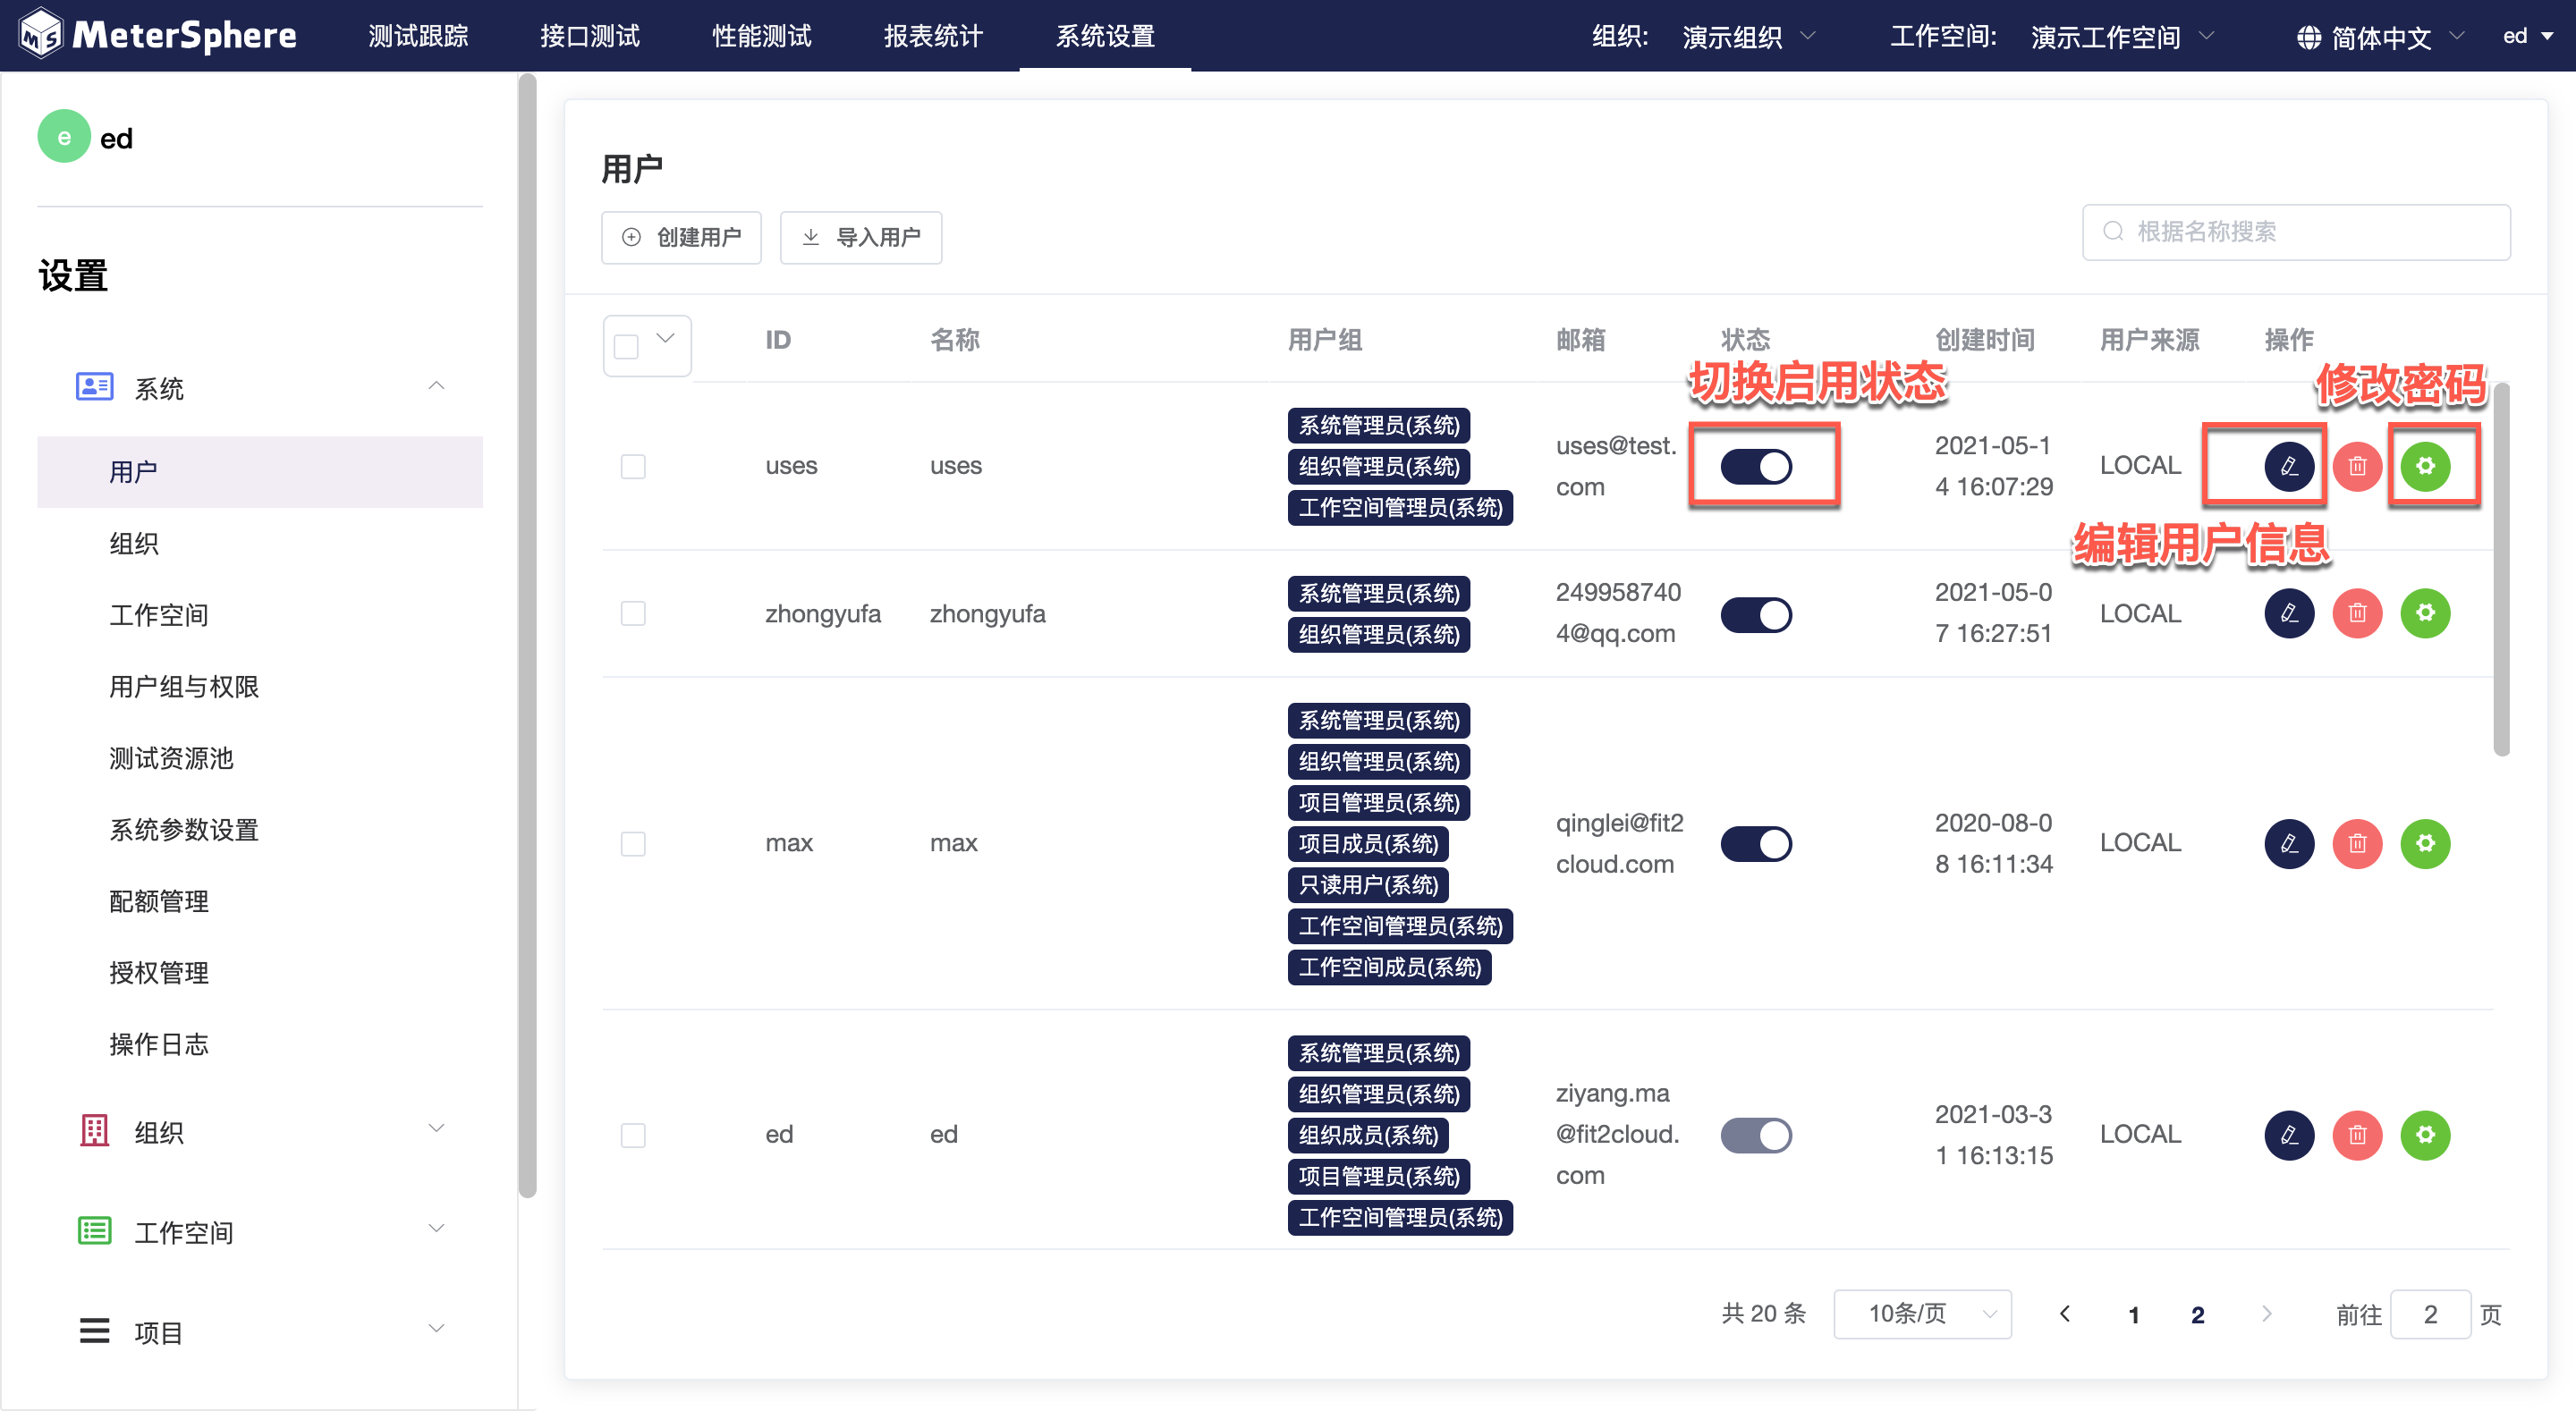 MeterSphere 测试跟踪 接口测试 性能测试 报表统计 系统设置 组织: 演示组织 工作空间: 演示工作空间 简体中文 ed
e ed
设置
系统
用户
组织
工作空间
用户组与权限
测试资源池
系统参数设置
配额管理
授权管理
操作日志
组织
工作空间
项目
用户
创建用户 导入用户 根据名称搜索
ID 名称 用户组 邮箱 状态 创建时间 用户来源 操作
切换启用状态 修改密码
uses uses
系统管理员(系统)
组织管理员(系统)
工作空间管理员(系统)
uses@test.
com
2021-05-1
4 16:07:29
LOCAL
编辑用户信息
zhongyufa zhongyufa
系统管理员(系统)
组织管理员(系统)
249958740
4@qq.com
2021-05-0
7 16:27:51
LOCAL
max max
系统管理员(系统)
组织管理员(系统)
项目管理员(系统)
项目成员(系统)
只读用户(系统)
工作空间管理员(系统)
工作空间成员(系统)
qinglei@fit2
cloud.com
2020-08-0
8 16:11:34
LOCAL
ed ed
系统管理员(系统)
组织管理员(系统)
组织成员(系统)
项目管理员(系统)
工作空间管理员(系统)
ziyang.ma
@fit2cloud.
com
2021-03-3
1 16:13:15
LOCAL
共 20 条 10条/页 1 2 前往 2 页